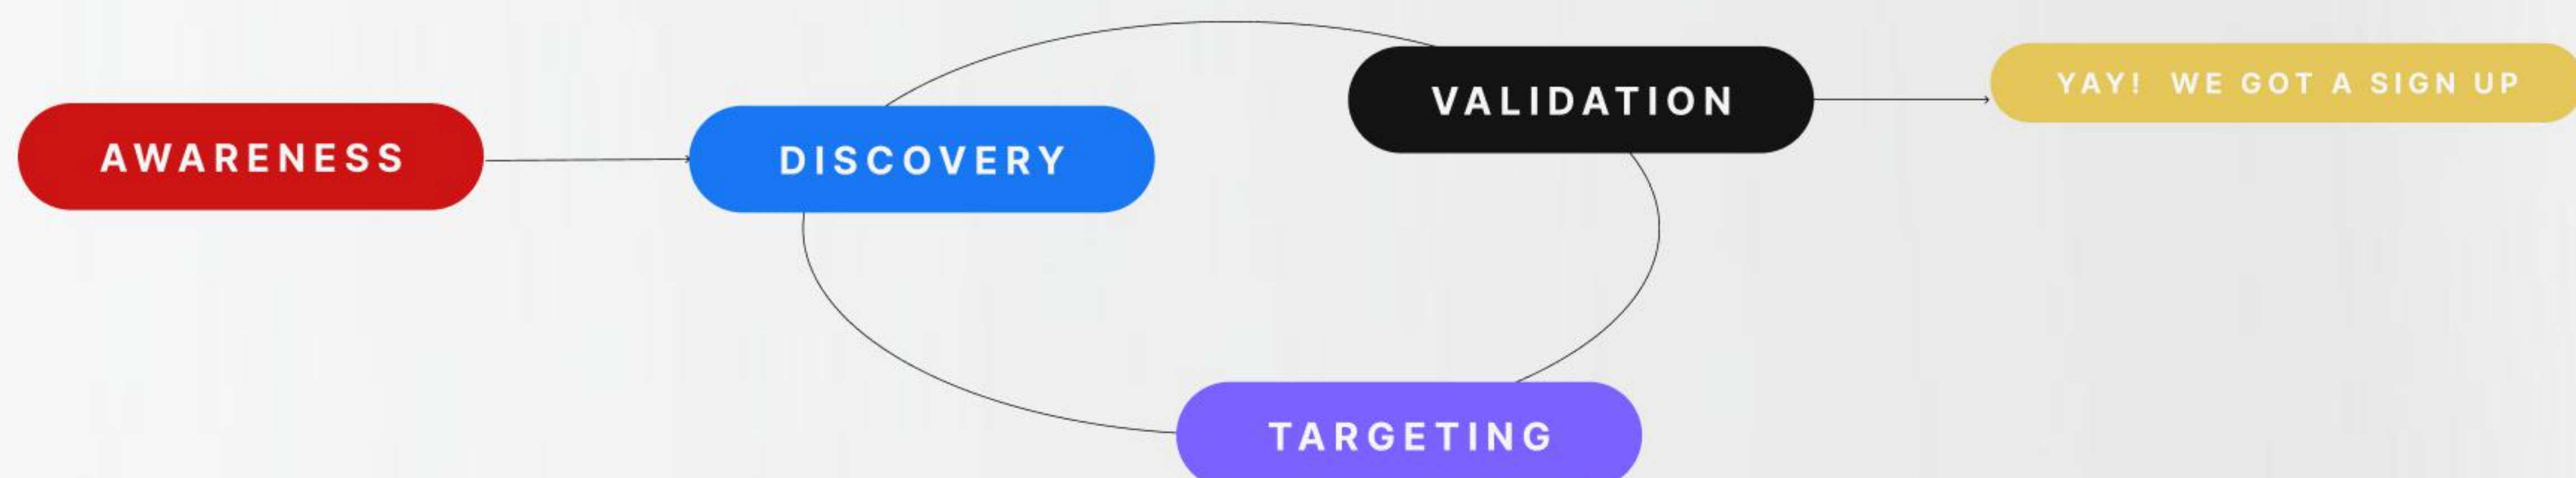 AWARENESS
DISCOVERY
VALIDATION
YAY! WE GOT A SIGN UP
TARGETING